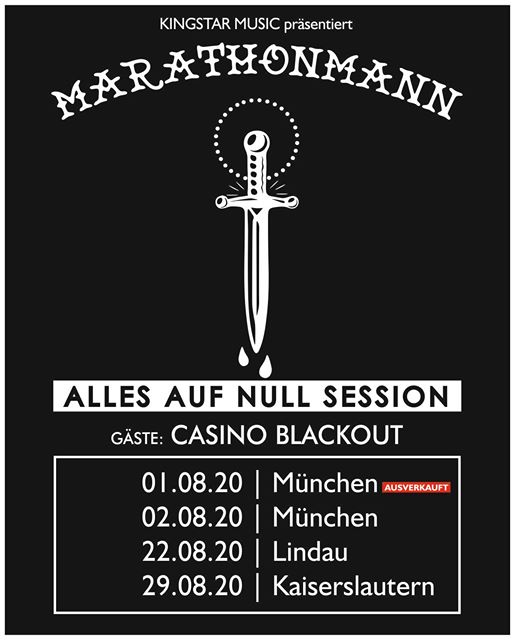 KINGSTAR MUSIC präsentiert
MARATHONMANN
ALLES AUF NULL SESSION
GÄSTE: CASINO BLACKOUT
01.08.20 | München AUSVERKAUFT
02.08.20 | München
22.08.20 | Lindau
29.08.20 | Kaiserslautern